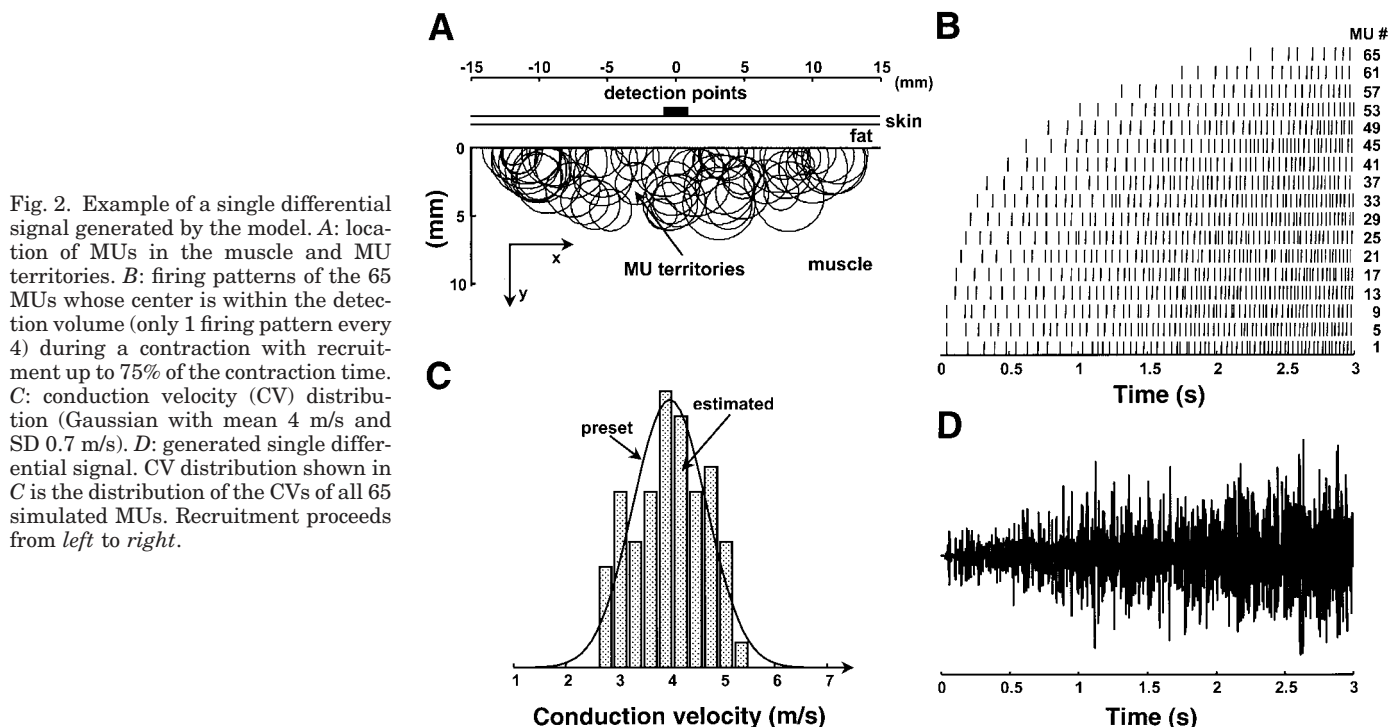 Fig. 2. Example of a single differential
signal generated by the model. A: loca-
tion of MUs in the muscle and MU
territories. B: firing patterns of the 65
MUs whose center is within the detec-
tion volume (only 1 firing pattern every
4) during a contraction with recruit-
ment up to 75% of the contraction time.
C: conduction velocity (CV) distribu-
tion (Gaussian with mean 4 m/s and
SD 0.7 m/s). D: generated single differ-
ential signal. CV distribution shown in
C is the distribution of the CVs of all 65
simulated MUs. Recruitment proceeds
from left to right.
A
-15 -10 -5 0 5 10 15
(mm)
detection points
skin
fat
0
5
10
(mm)
x
y
MU territories
muscle
B
MU #
65
61
57
53
49
45
41
37
33
29
25
21
17
13
9
5
1
0 0.5 1 1.5 2 2.5 3
Time (s)
C
preset
estimated
1 2 3 4 5 6 7
Conduction velocity (m/s)
D
0 0.5 1 1.5 2 2.5 3
Time (s)